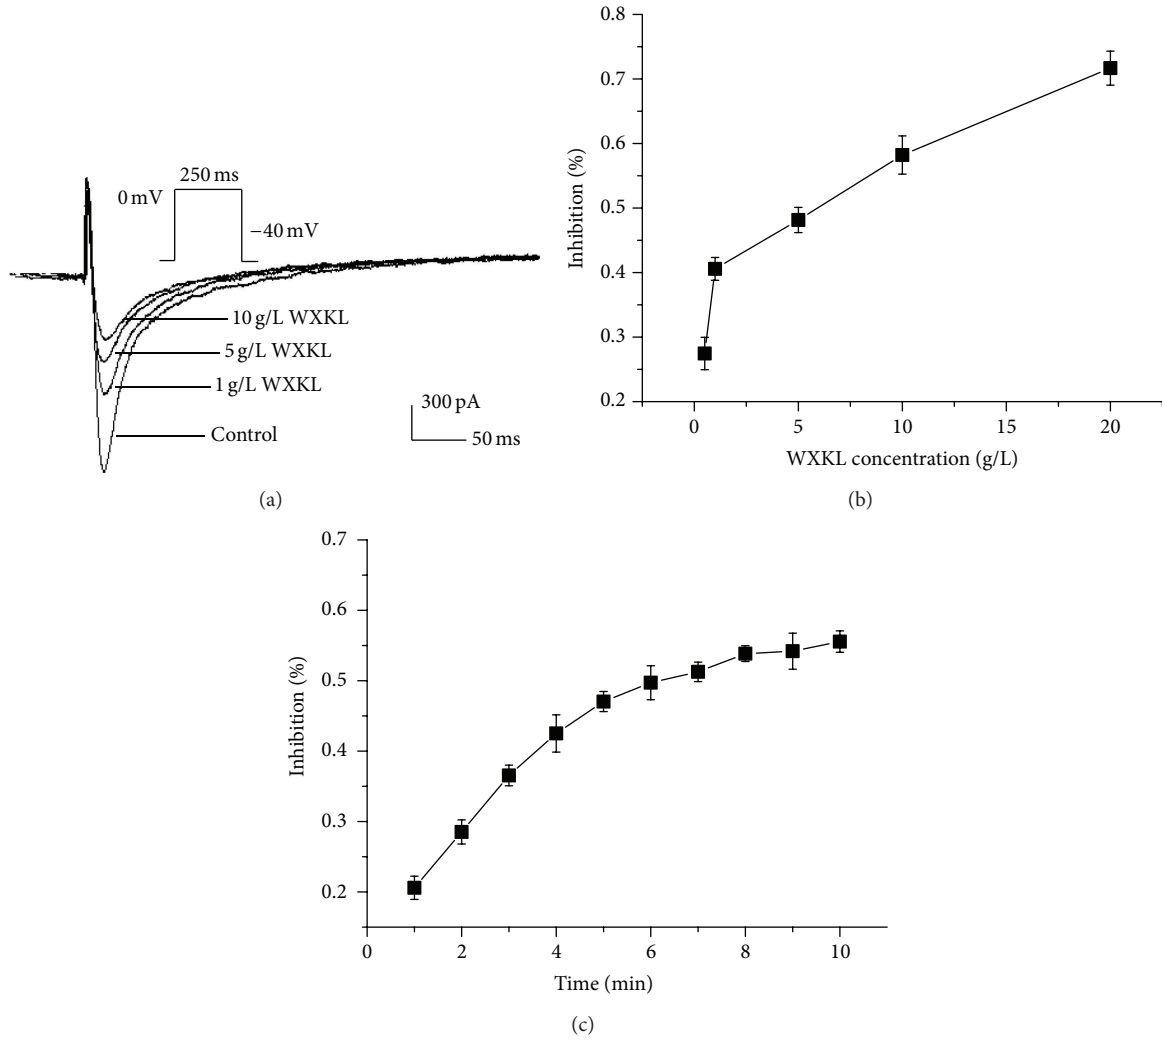 250 ms
0 mV
−40 mV
10 g/L WXKL
5 g/L WXKL
1 g/L WXKL
Control
300 pA
50 ms
(a)
0.8
0.7
0.6
0.5
0.4
0.3
0.2
Inhibition (%)
0 5 10 15 20
WXKL concentration (g/L)
(b)
0.7
0.6
0.5
0.4
0.3
0.2
Inhibition (%)
0 2 4 6 8 10
Time (min)
(c)